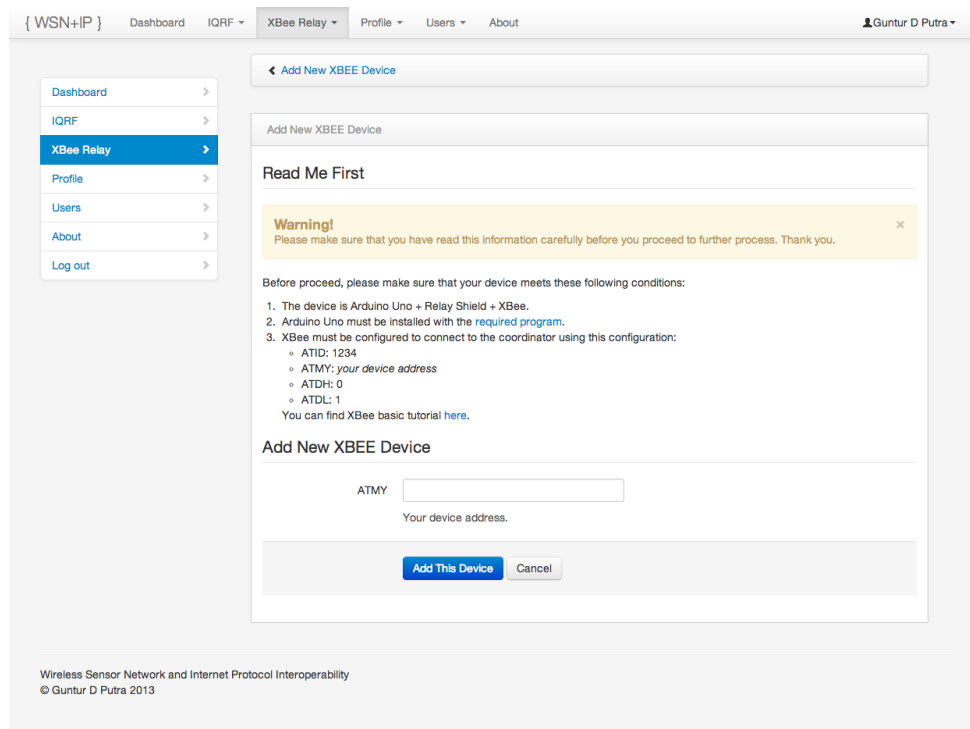 { WSN+IP } Dashboard IQRF XBee Relay Profile Users About Guntur D Putra
Dashboard
IQRF
XBee Relay
Profile
Users
About
Log out
Add New XBEE Device
Add New XBEE Device
Read Me First
Warning!
Please make sure that you have read this information carefully before you proceed to further process. Thank you.
×
Before proceed, please make sure that your device meets these following conditions:
1. The device is Arduino Uno + Relay Shield + XBee.
2. Arduino Uno must be installed with the required program.
3. XBee must be configured to connect to the coordinator using this configuration:
◦ ATID: 1234
◦ ATMY: your device address
◦ ATDH: 0
◦ ATDL: 1
You can find XBee basic tutorial here.
Add New XBEE Device
ATMY
Your device address.
Add This Device Cancel
Wireless Sensor Network and Internet Protocol Interoperability
© Guntur D Putra 2013